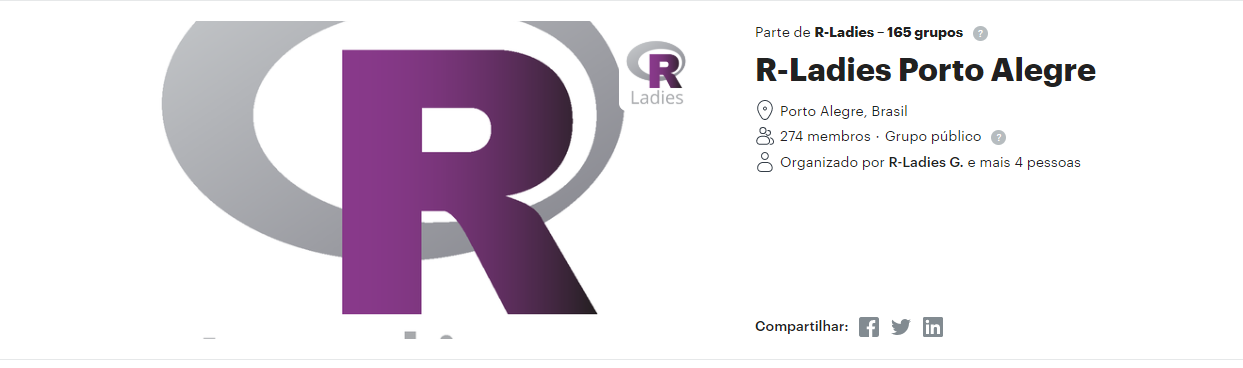 R
R
Ladies
Parte de R-Ladies – 165 grupos ?
R-Ladies Porto Alegre
Porto Alegre, Brasil
274 membros · Grupo público ?
Organizado por R-Ladies G. e mais 4 pessoas
Compartilhar: